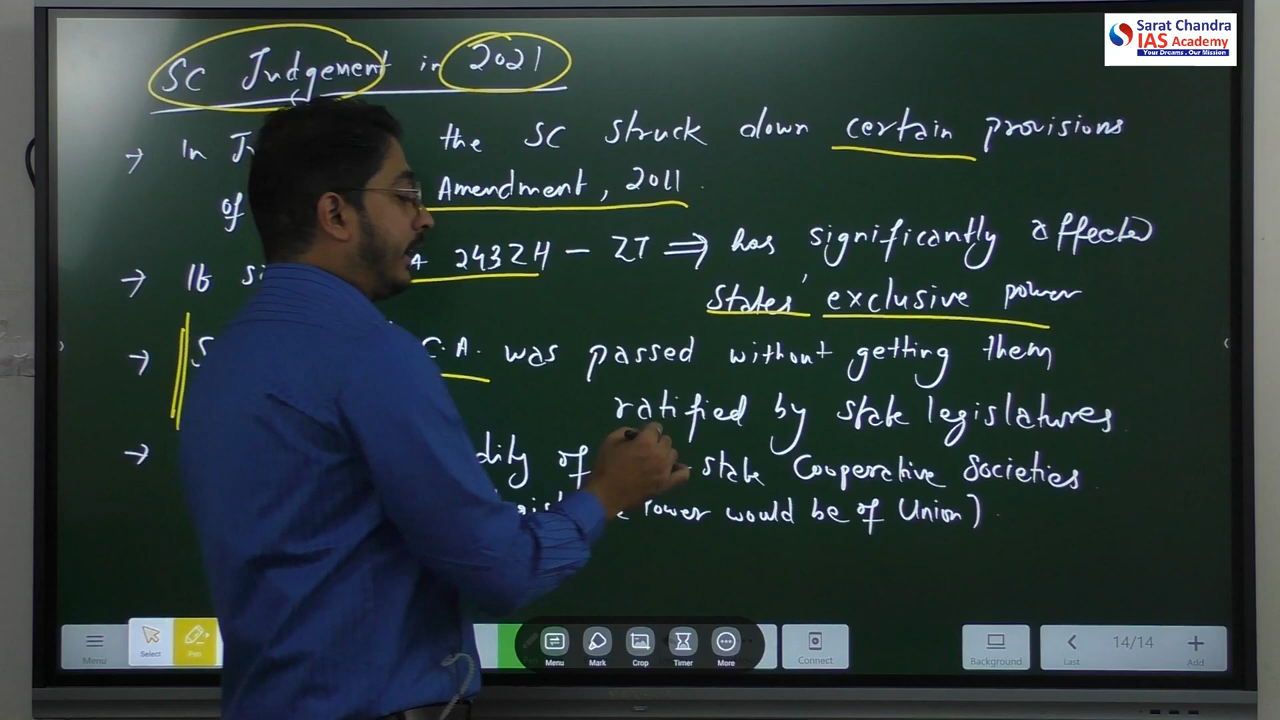 Sarat Chandra
IAS Academy
Your Dreams . Our Mission
SC Judgement in 2021
→ In the SC struck down certain provisions
of Amendment, 2011.
→ 243ZH - ZT ⇒ has significantly affected
states' exclusive power
→ C.A. was passed without getting them
ratified by state legislatures.
→ of state Cooperative Societies.
would be of Union).
Menu
Select
Pen
Menu
Mark
Crop
Timer
More
Connect
Background
Last
14/14
Add